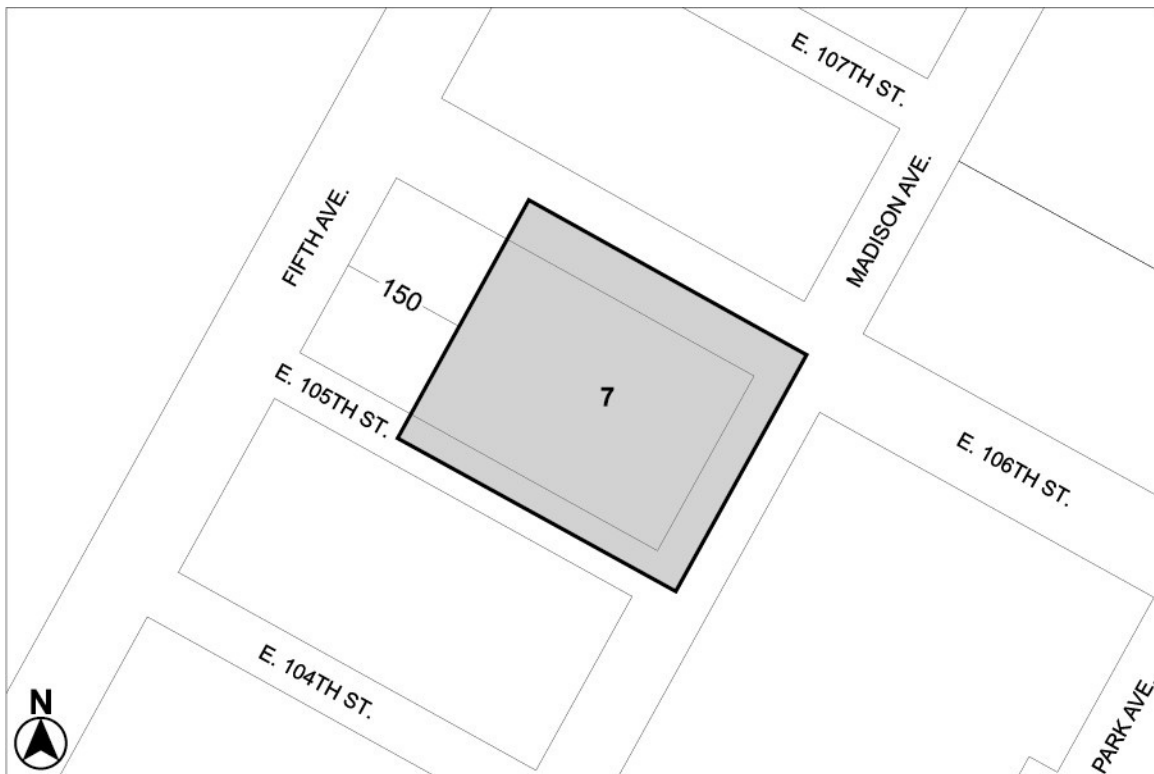 E. 107TH ST.
MADISON AVE.
FIFTH AVE.
150
E. 105TH ST.
7
E. 106TH ST.
E. 104TH ST.
PARK AVE.
N